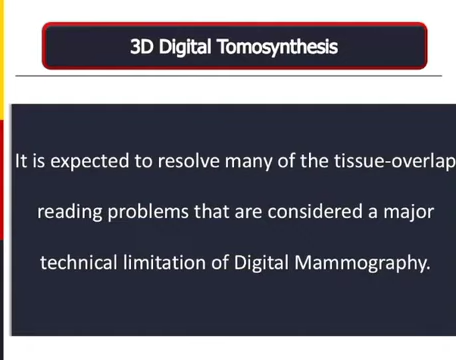 3D Digital Tomosynthesis
It is expected to resolve many of the tissue-overlap
reading problems that are considered a major
technical limitation of Digital Mammography.